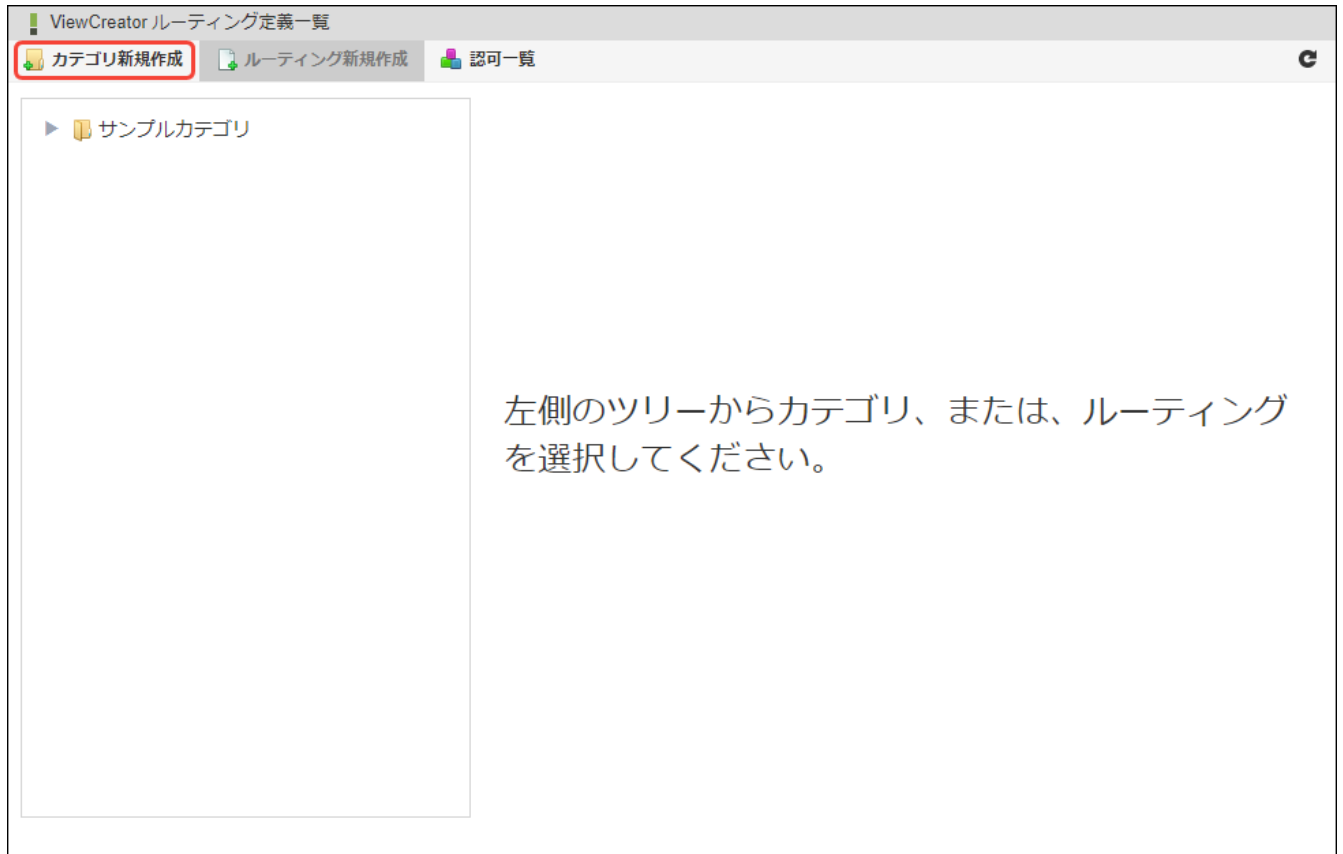 ViewCreator ルーティング定義一覧
カテゴリ新規作成 ルーティング新規作成 認可一覧
サンプルカテゴリ
左側のツリーからカテゴリ、または、ルーティング
を選択してください。